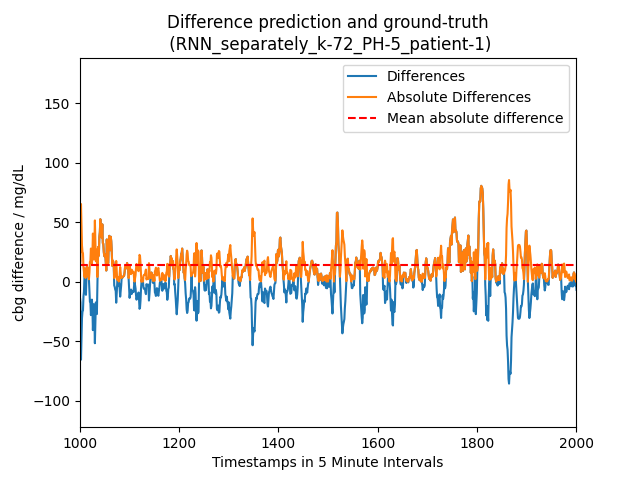 Difference prediction and ground-truth
(RNN_separately_k-72_PH-5_patient-1)
Differences
Absolute Differences
Mean absolute difference
cbg difference / mg/dL
150
100
50
0
−50
−100
1000
1200
1400
1600
1800
2000
Timestamps in 5 Minute Intervals